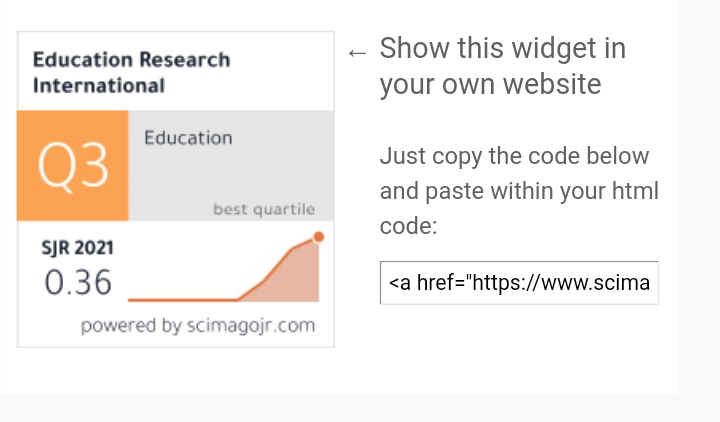 Education Research
International
Q3
Education
best quartile
SJR 2021
0.36
powered by scimagojr.com
← Show this widget in
your own website
Just copy the code below
and paste within your html
code:
<a href="https://www.scima